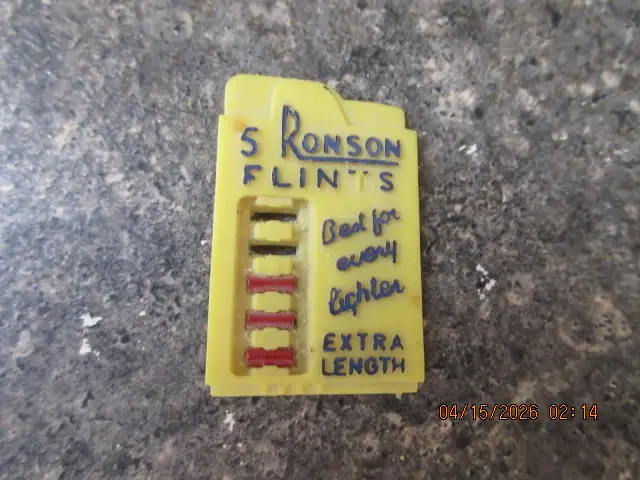 5 RONSON
FLINTS
Best for
every
lighter
EXTRA
LENGTH
04/15/2026 02:14